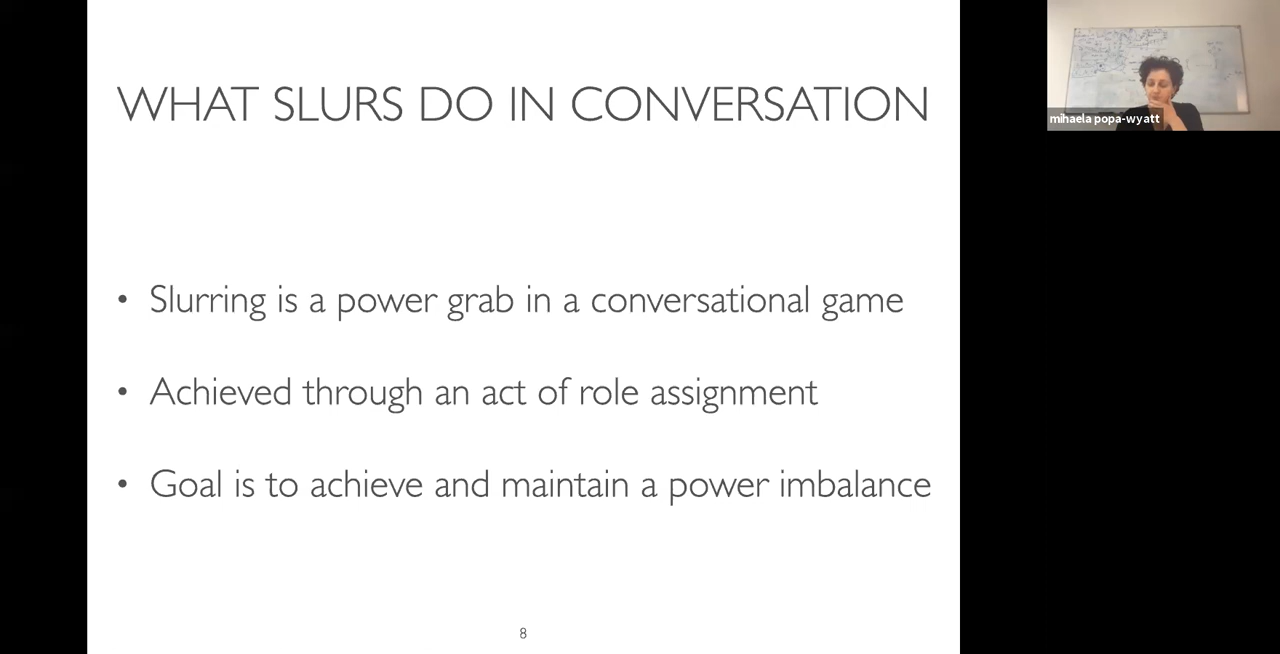 WHAT SLURS DO IN CONVERSATION
mihaela popa-wyatt
• Slurring is a power grab in a conversational game
• Achieved through an act of role assignment
• Goal is to achieve and maintain a power imbalance
8